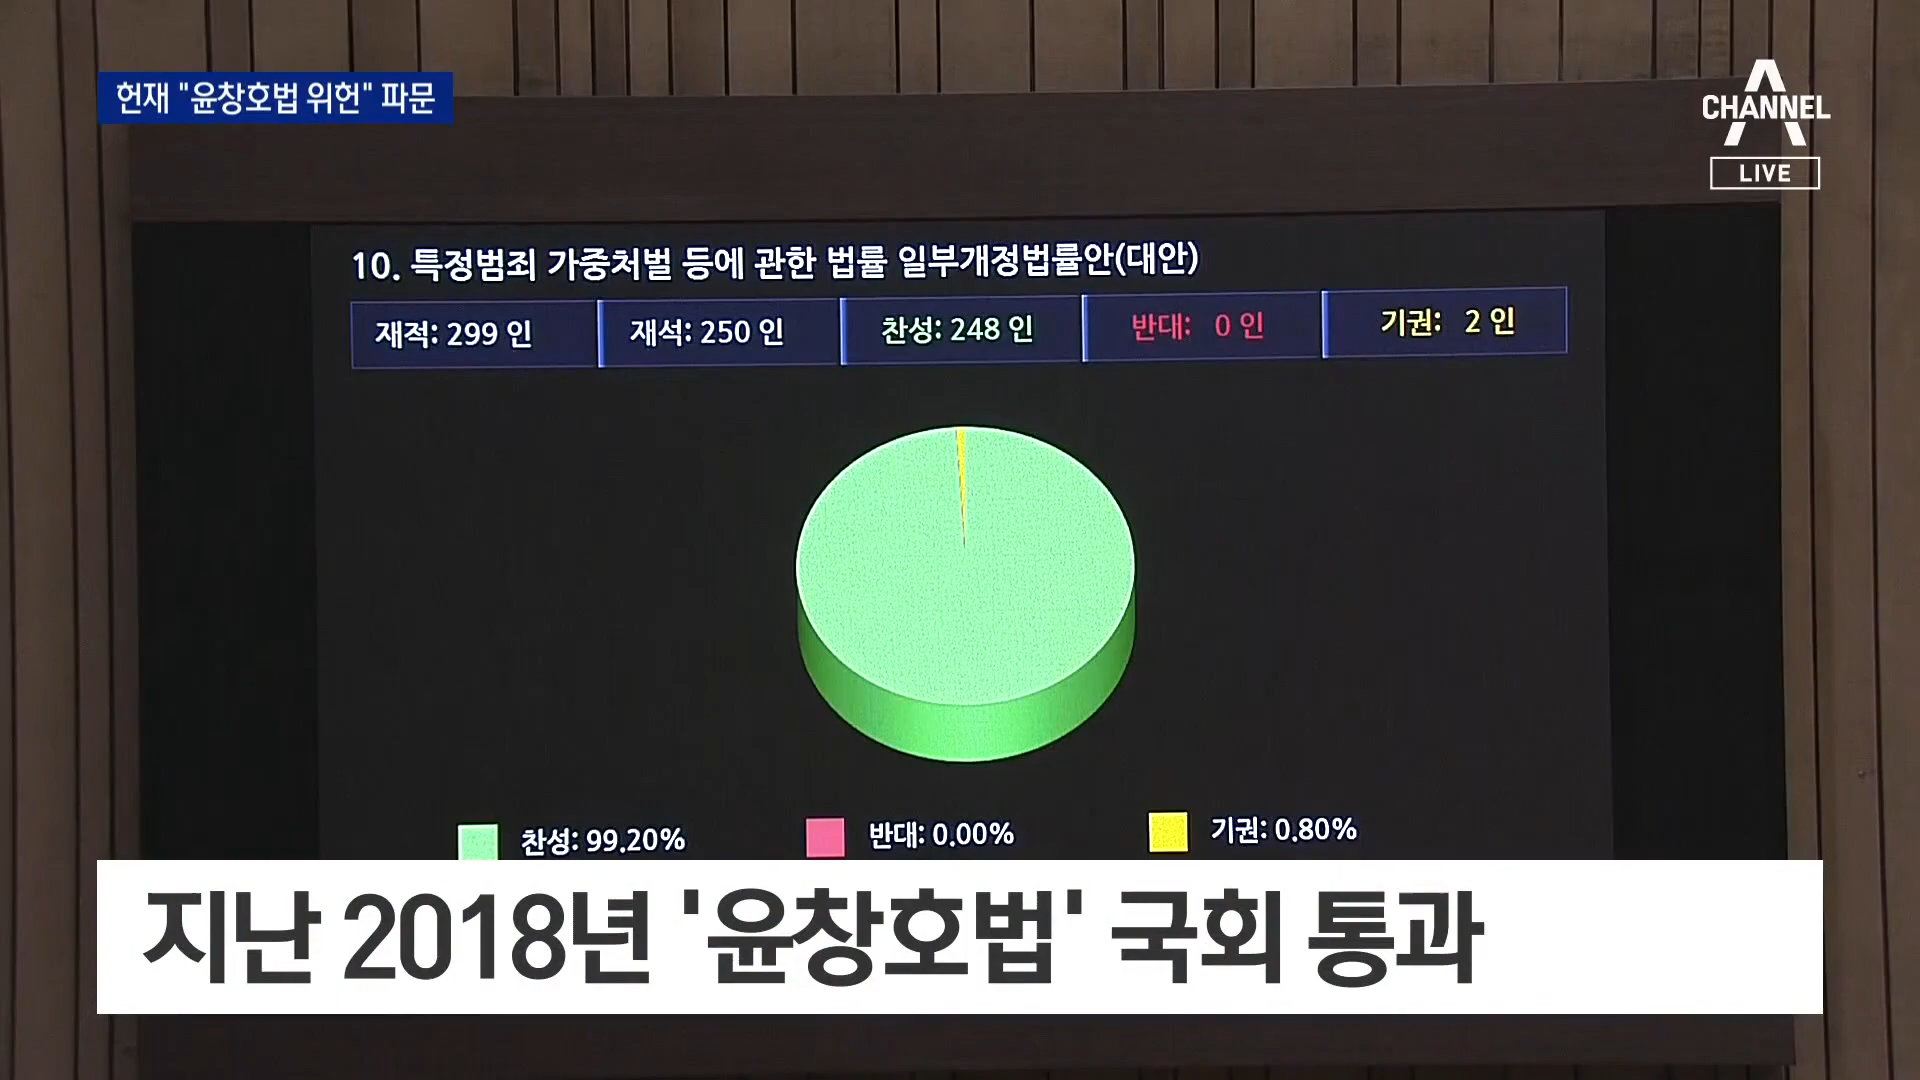 헌재 "윤창호법 위헌" 파문
CHANNEL A
LIVE
10. 특정범죄 가중처벌 등에 관한 법률 일부개정법률안(대안)
재적: 299 인
재석: 250 인
찬성: 248 인
반대: 0 인
기권: 2 인
찬성: 99.20%
반대: 0.00%
기권: 0.80%
지난 2018년 '윤창호법' 국회 통과